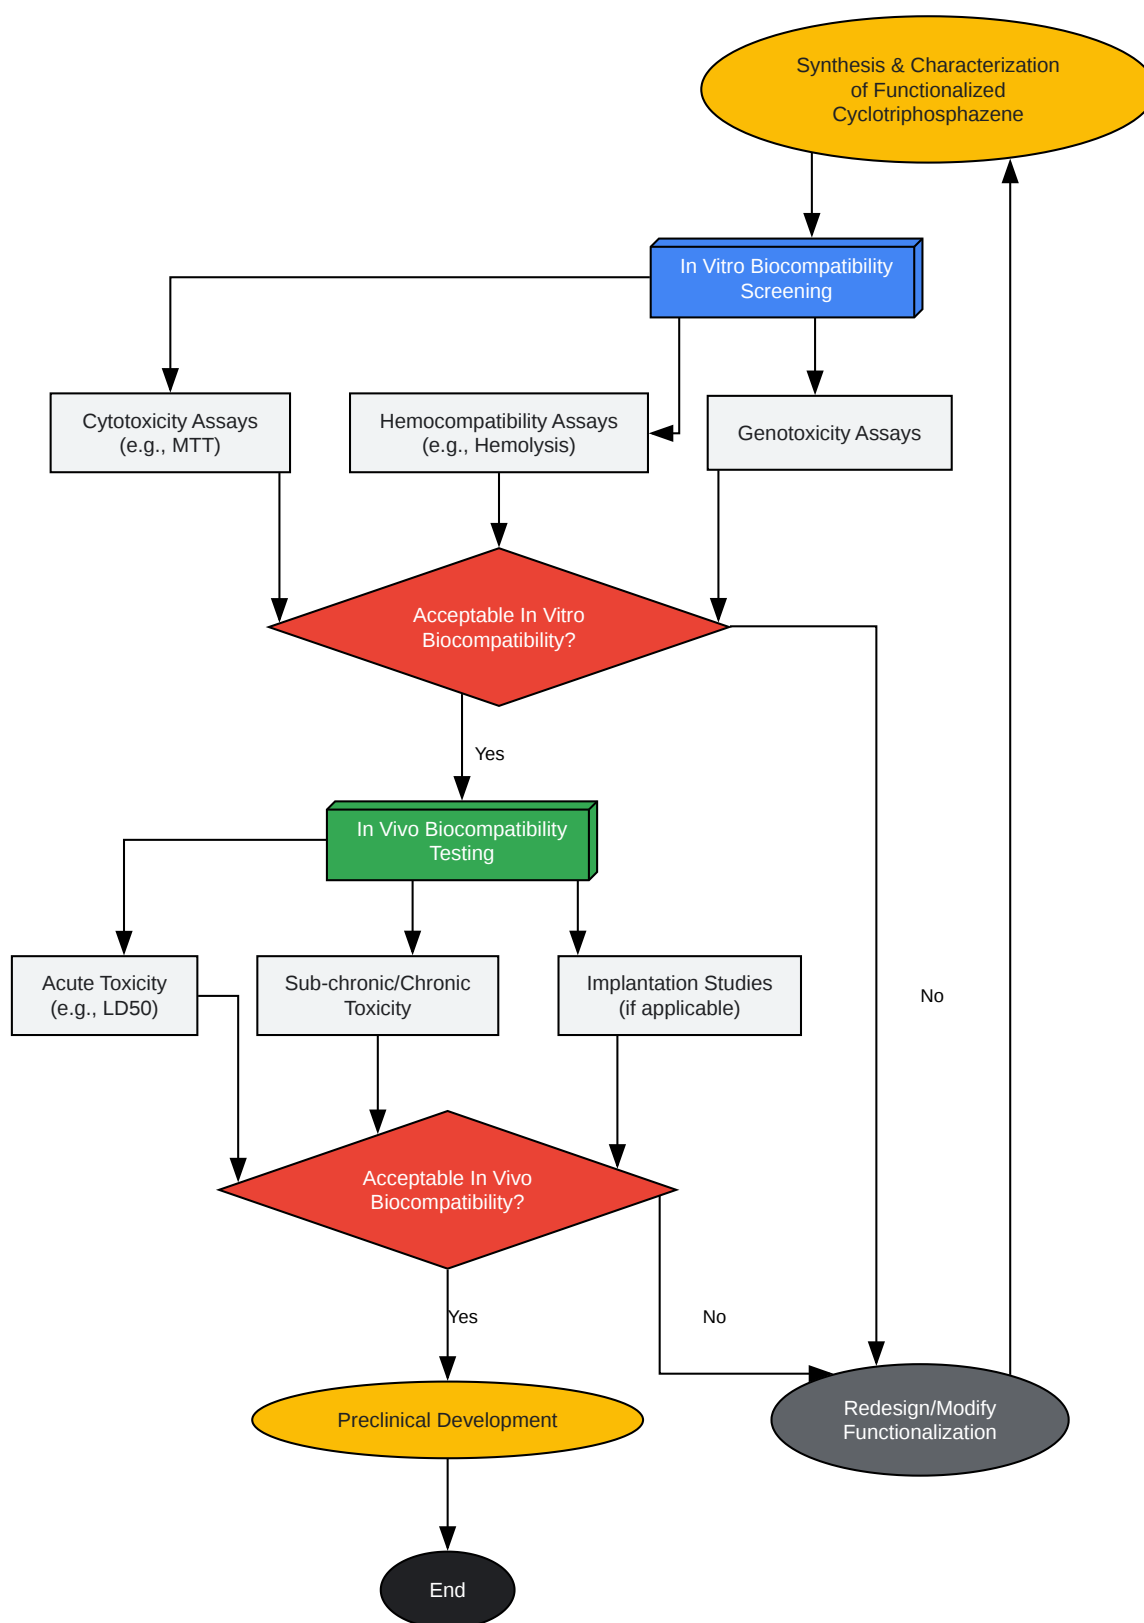 Synthesis & Characterization
of Functionalized
Cyclotriphosphazene
In Vitro Biocompatibility
Screening
Cytotoxicity Assays
(e.g., MTT)
Hemocompatibility Assays
(e.g., Hemolysis)
Genotoxicity Assays
Acceptable In Vitro
Biocompatibility?
Yes
In Vivo Biocompatibility
Testing
Acute Toxicity
(e.g., LD50)
Sub-chronic/Chronic
Toxicity
Implantation Studies
(if applicable)
No
Acceptable In Vivo
Biocompatibility?
Yes
No
Preclinical Development
Redesign/Modify
Functionalization
End